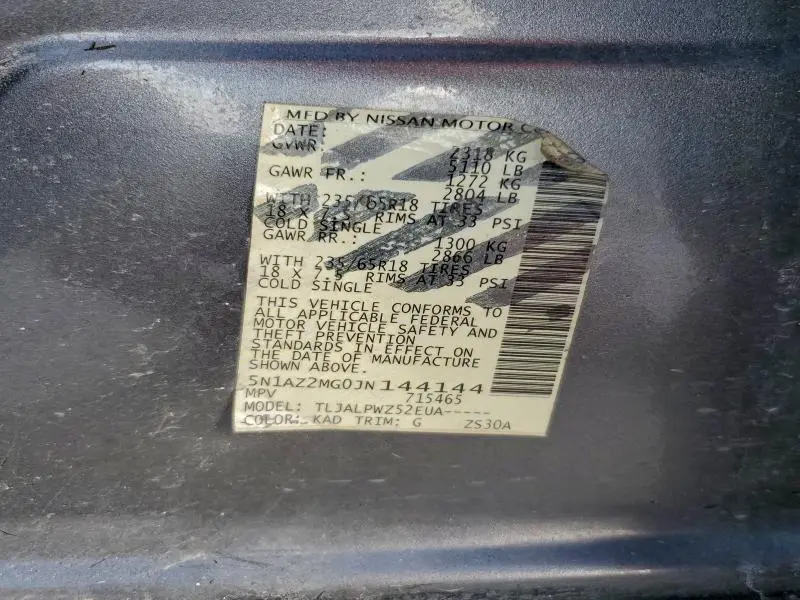 MFD BY NISSAN MOTOR
DATE:
GVWR: 2318 KG
5110 LB
GAWR FR.: 1272 KG
2804 LB
WITH 235/65R18 TIRES
18 X 7.5 RIMS AT 33 PSI
COLD SINGLE
GAWR RR.: 1300 KG
2866 LB
WITH 235/65R18 TIRES
18 X 7.5 RIMS AT 33 PSI
COLD SINGLE
THIS VEHICLE CONFORMS TO
ALL APPLICABLE FEDERAL
MOTOR VEHICLE SAFETY AND
THEFT PREVENTION
STANDARDS IN EFFECT ON
THE DATE OF MANUFACTURE
SHOWN ABOVE.
5N1AZ2MG0JN144144
MPV 715465
MODEL: TLJALPWZ52EUA-----
COLOR: KAD TRIM: G ZS30A